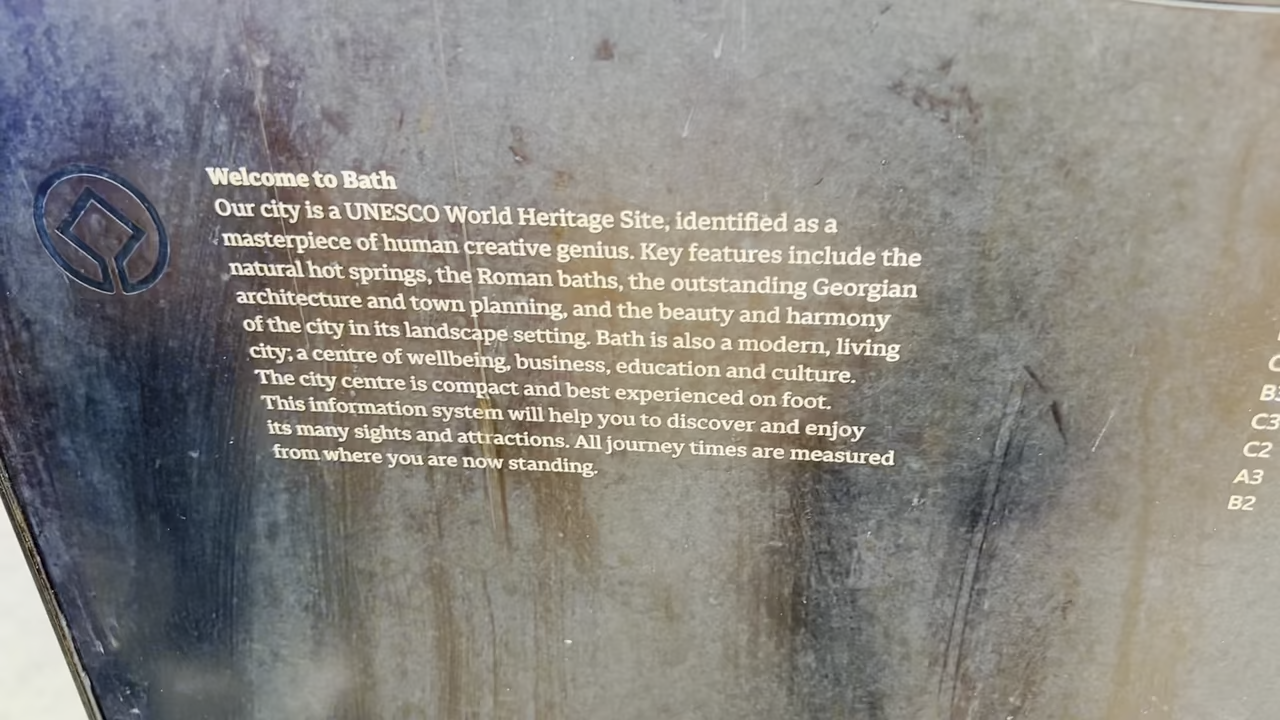 Welcome to Bath
Our city is a UNESCO World Heritage Site, identified as a
masterpiece of human creative genius. Key features include the
natural hot springs, the Roman baths, the outstanding Georgian
architecture and town planning, and the beauty and harmony
of the city in its landscape setting. Bath is also a modern, living
city; a centre of wellbeing, business, education and culture.
The city centre is compact and best experienced on foot.
This information system will help you to discover and enjoy
its many sights and attractions. All journey times are measured
from where you are now standing.
C3
C2
A3
B2